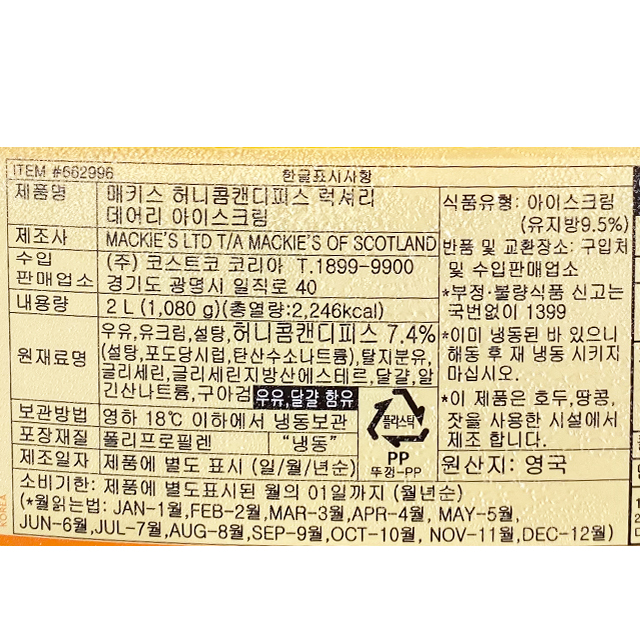 ITEM #662996 한글표시사항
제품명 매키스 허니콤캔디피스 럭셔리
데어리 아이스크림
제조사 MACKIE'S LTD T/A MACKIE'S OF SCOTLAND
수입
판매업소
(주) 코스트코 코리아 T.1899-9900
경기도 광명시 일직로 40
내용량 2 L (1,080 g)(총열량:2,246kcal)
원재료명
우유,유크림,설탕,허니콤캔디피스 7.4%
(설탕,포도당시럽,탄산수소나트륨),탈지분유,
글리세린,글리세린지방산에스테르,달걀,알
긴산나트륨,구아검 우유,달걀 함유
보관방법 영하 18℃ 이하에서 냉동보관
포장재질 폴리프로필렌 "냉동"
제조일자 제품에 별도 표시 (일/월/년순)
플라스틱
PP
뚜껑-PP
식품유형: 아이스크림
(유지방9.5%)
반품 및 교환장소: 구입처
및 수입판매업소
*부정·불량식품 신고는
국번없이 1399
*이미 냉동된 바 있으니
해동 후 재 냉동 시키지
마십시오.
*이 제품은 호두,땅콩,
잣을 사용한 시설에서
제조 합니다.
원산지: 영국
소비기한: 제품에 별도표시된 월의 01일까지 (월년순)
(*월읽는법: JAN-1월,FEB-2월,MAR-3월,APR-4월, MAY-5월,
JUN-6월,JUL-7월,AUG-8월,SEP-9월,OCT-10월, NOV-11월,DEC-12월)
KOREA